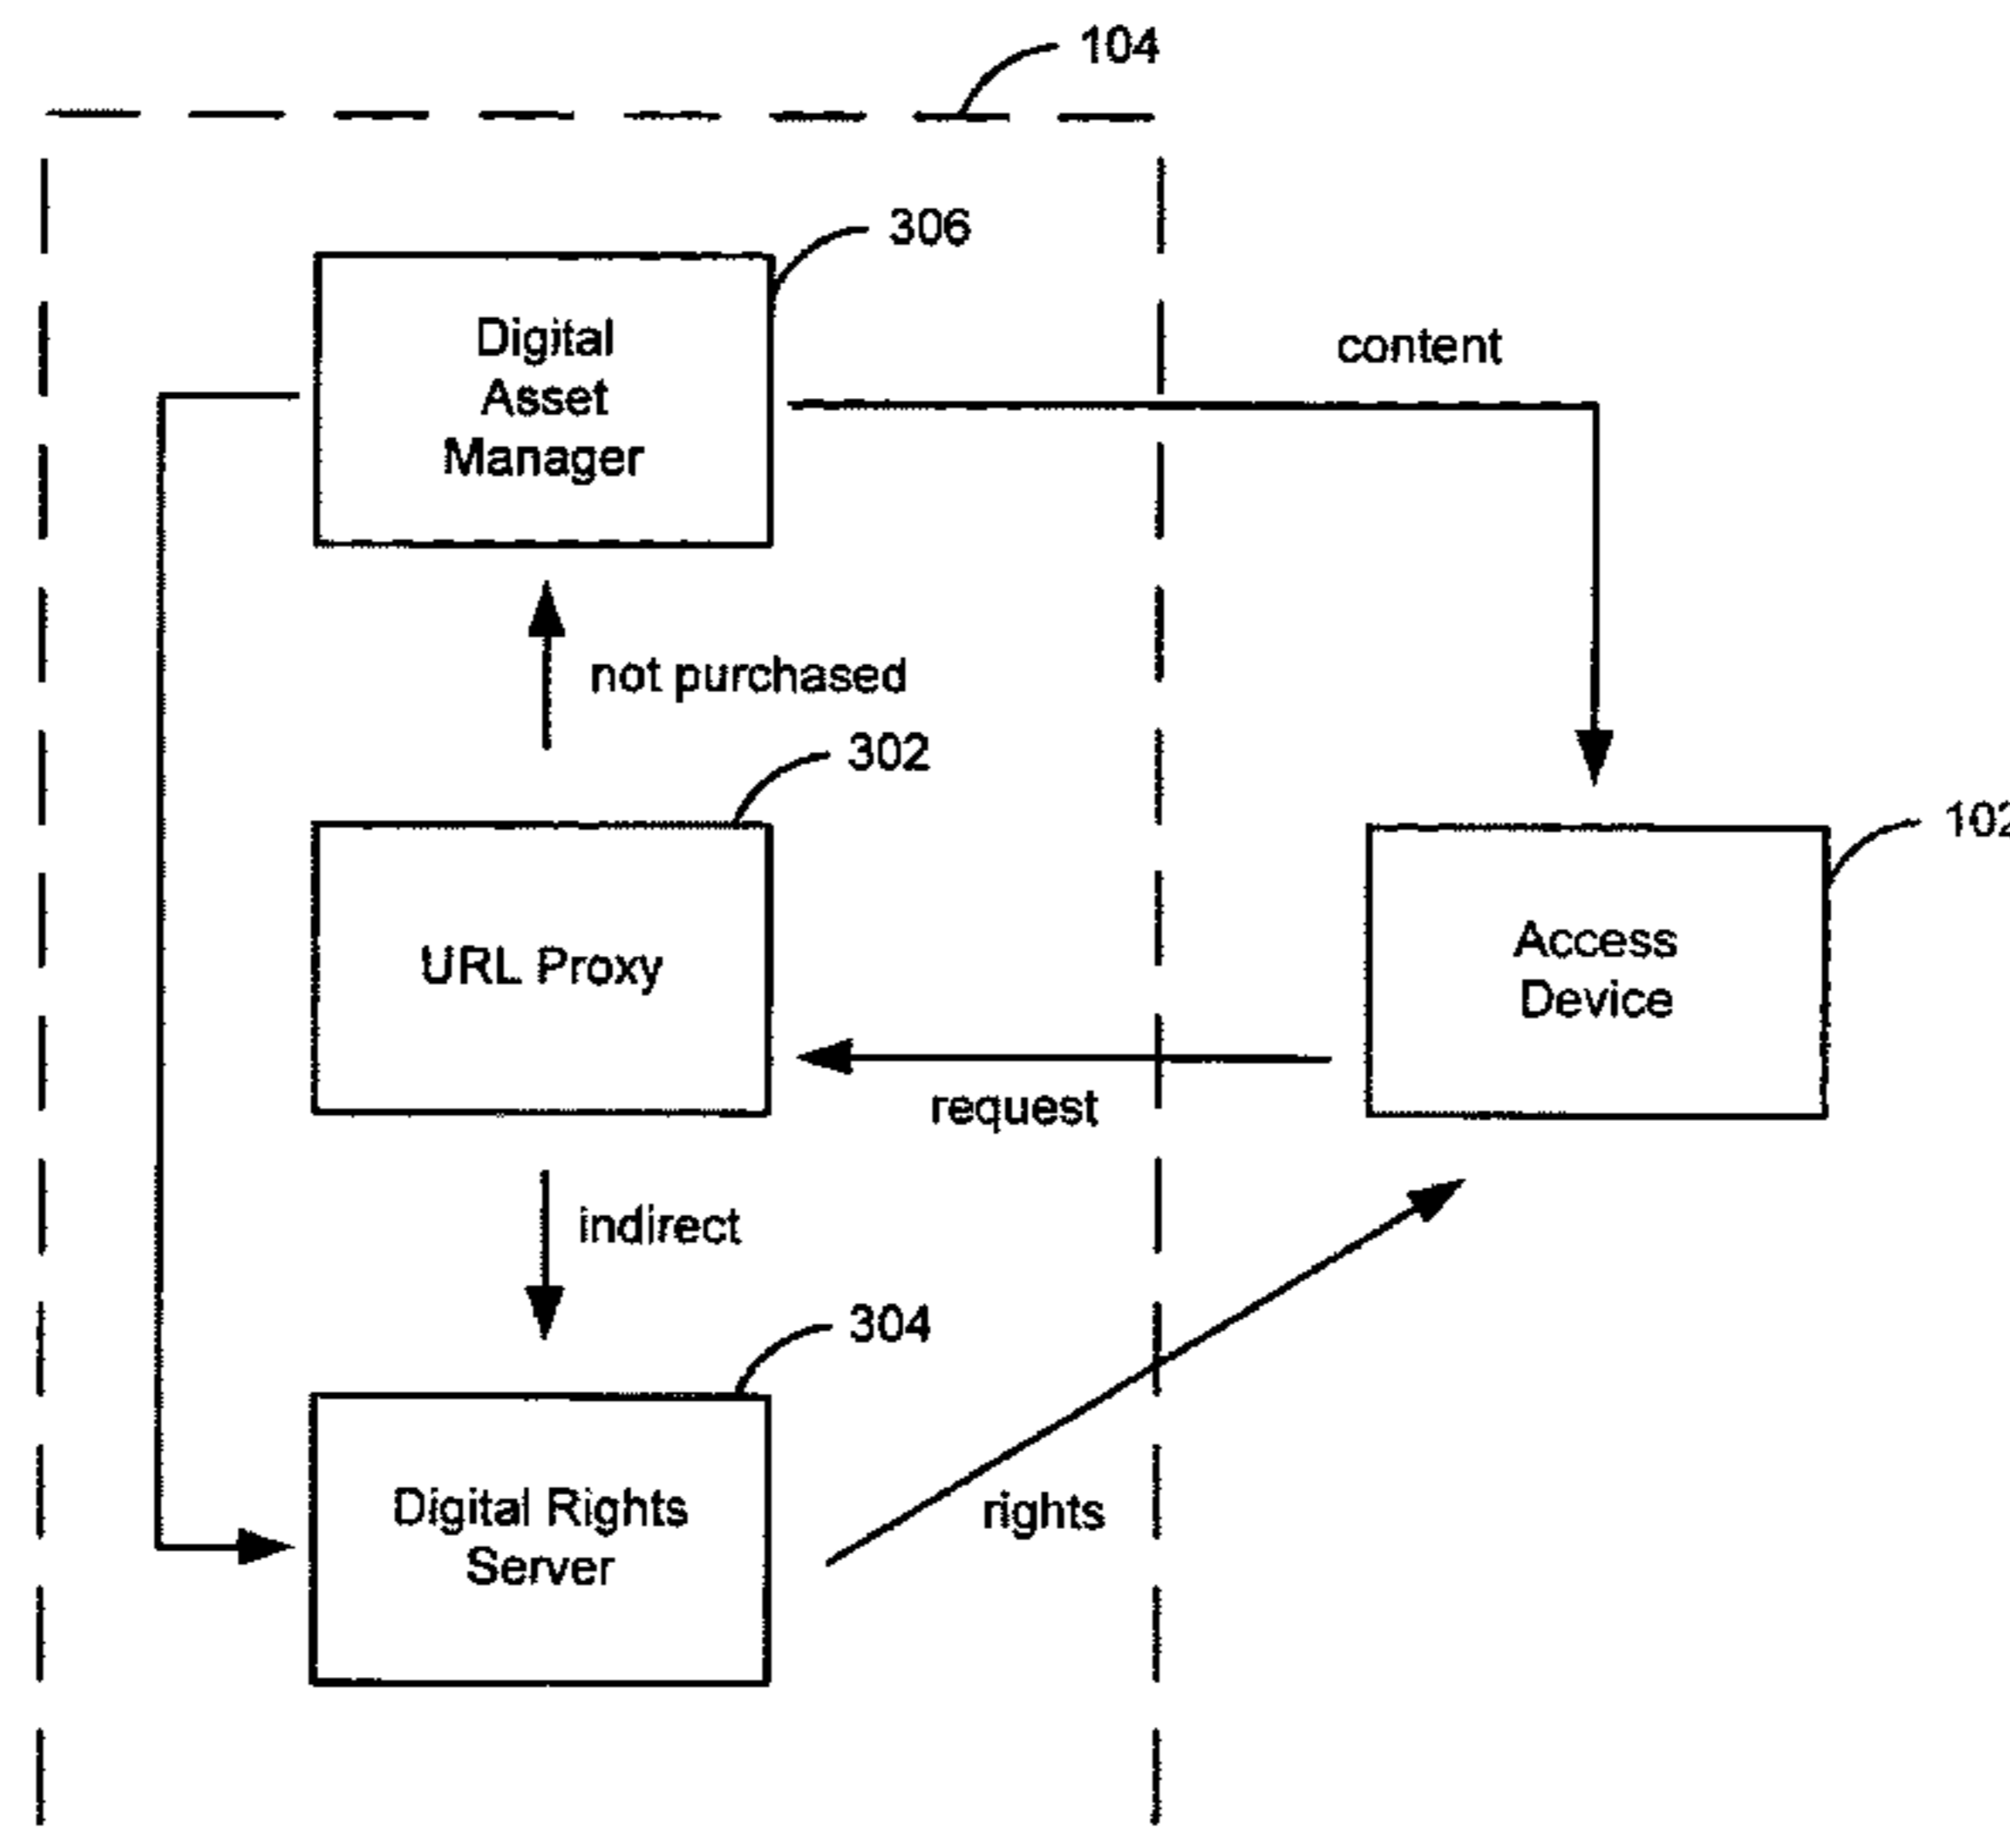 104
306
Digital
Asset
Manager
content
not purchased
302
102
URL Proxy
Access
Device
request
indirect
304
Digital Rights
Server
rights